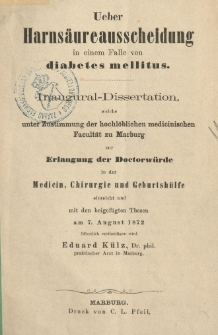 Ueber
Harnsäureausscheidung
in einem Falle von
diabetes mellitus.
Inaugural-Dissertation,
welche
unter Zustimmung der hochlöblichen medicinischen
Facultät zu Marburg
zur
Erlangung der Doctorwürde
in der
Medicin, Chirurgie und Geburtshülfe
einreicht und
mit den beigefügten Thesen
am 7. August 1872
öffentlich vertheidigen wird
Eduard Külz, Dr. phil.
praktischer Arzt in Marburg.
MARBURG.
Druck von C. L. Pfeil.